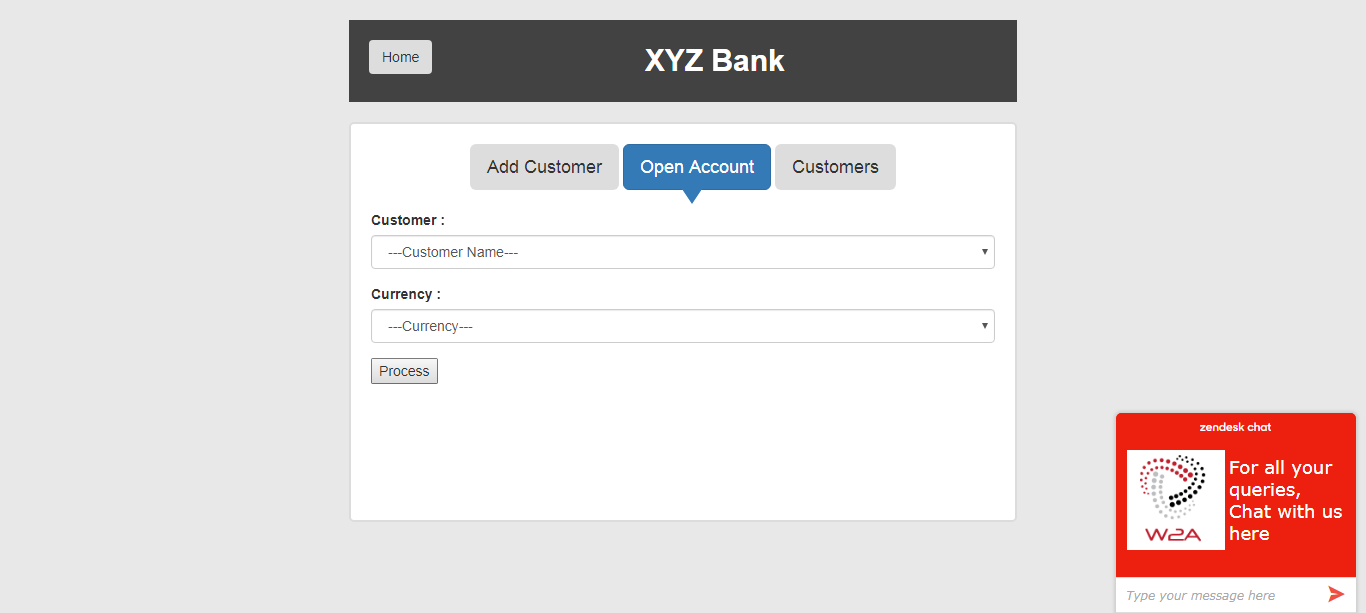 Home
XYZ Bank
Add Customer
Open Account
Customers
Customer :
---Customer Name---
Currency :
---Currency---
Process
zendesk chat
For all your
queries,
Chat with us
here
W2A
Type your message here